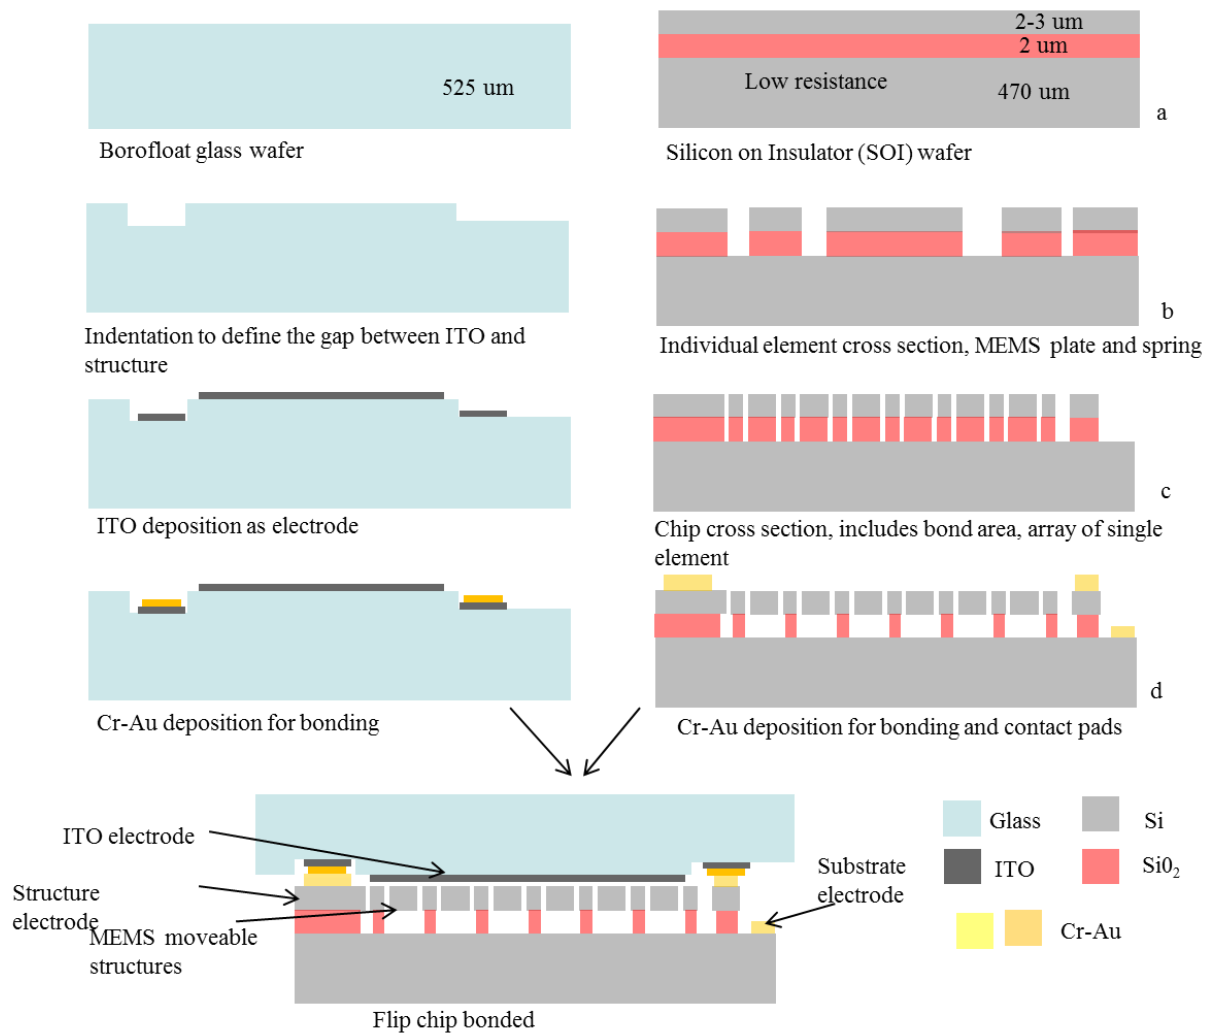 2-3 um
2 um
525 um
Low resistance
470 um
a
Borofloat glass wafer
Silicon on Insulator (SOI) wafer
b
Indentation to define the gap between ITO and
structure
Individual element cross section, MEMS plate and spring
c
ITO deposition as electrode
Chip cross section, includes bond area, array of single
element
d
Cr-Au deposition for bonding
Cr-Au deposition for bonding and contact pads
ITO electrode
Structure
electrode
MEMS moveable
structures
Substrate
electrode
Flip chip bonded
Glass
Si
ITO
Si0₂
Cr-Au